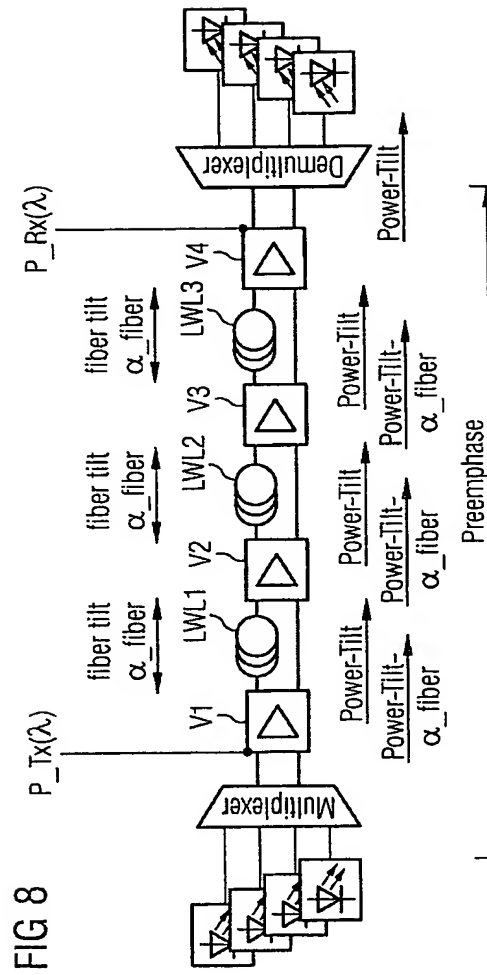 FIG 8
P_Tx(λ)
P_Rx(λ)
fiber tilt
α_fiber
fiber tilt
α_fiber
fiber tilt
α_fiber
V1
LWL1
V2
LWL2
V3
LWL3
V4
Multiplexer
Demultiplexer
Power-Tilt
Power-Tilt-
α_fiber
Power-Tilt
Power-Tilt-
α_fiber
Power-Tilt
Power-Tilt-
α_fiber
Power-Tilt
Preemphase